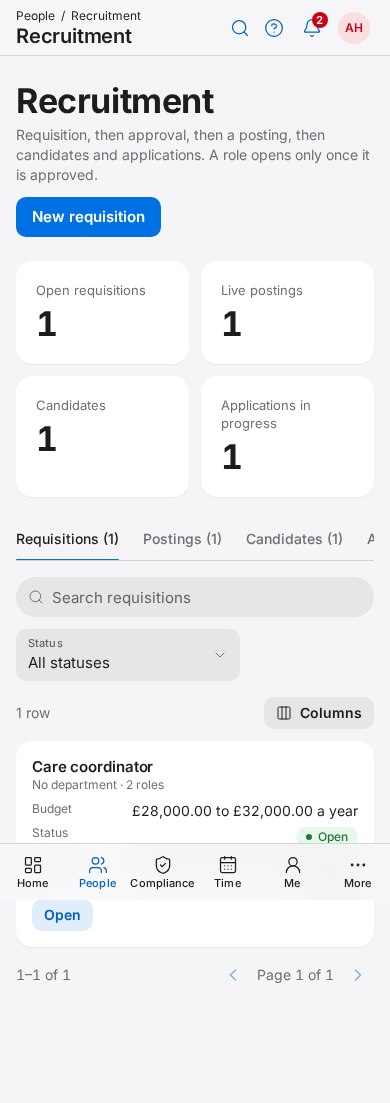 People / Recruitment
Recruitment
2
AH
Recruitment
Requisition, then approval, then a posting, then
candidates and applications. A role opens only once it
is approved.
New requisition
Open requisitions
1
Live postings
1
Candidates
1
Applications in
progress
1
Requisitions (1)
Postings (1)
Candidates (1)
Search requisitions
Status
All statuses
1 row
Columns
Care coordinator
No department · 2 roles
Budget
£28,000.00 to £32,000.00 a year
Status
Open
Home
People
Compliance
Time
Me
More
Open
1–1 of 1
Page 1 of 1